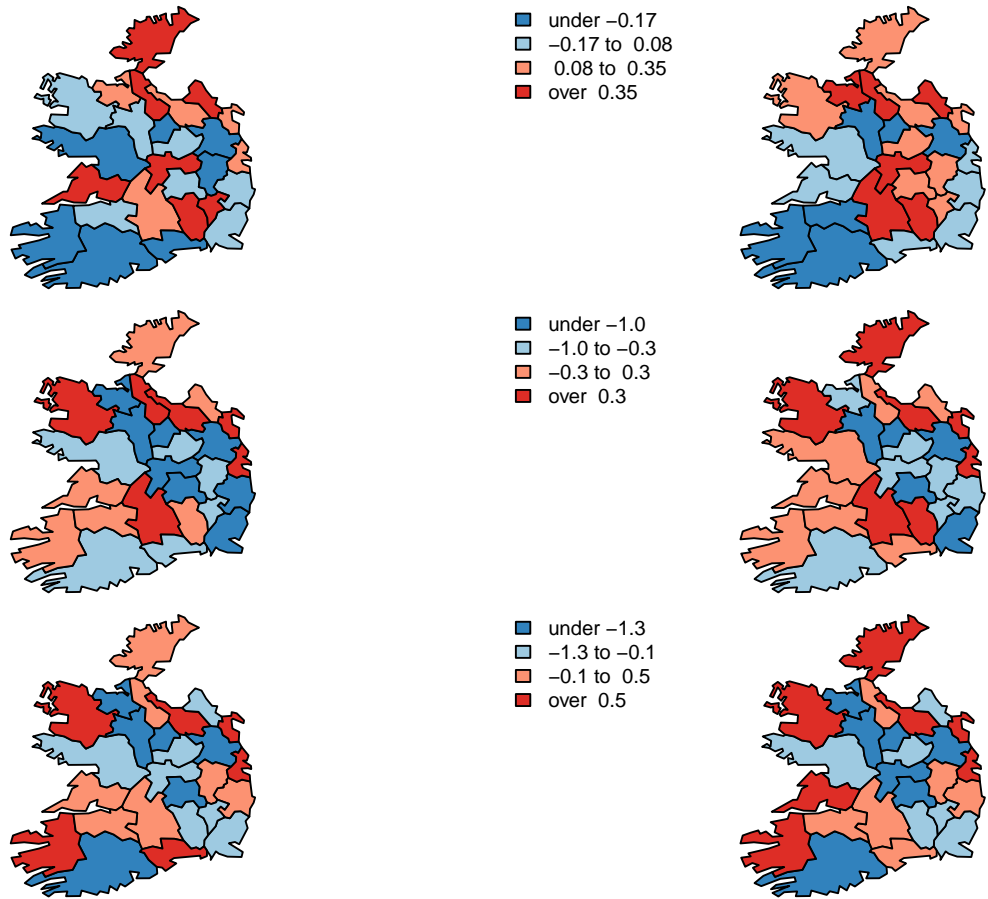 under −0.17
−0.17 to 0.08
0.08 to 0.35
over 0.35
under −1.0
−1.0 to −0.3
−0.3 to 0.3
over 0.3
under −1.3
−1.3 to −0.1
−0.1 to 0.5
over 0.5